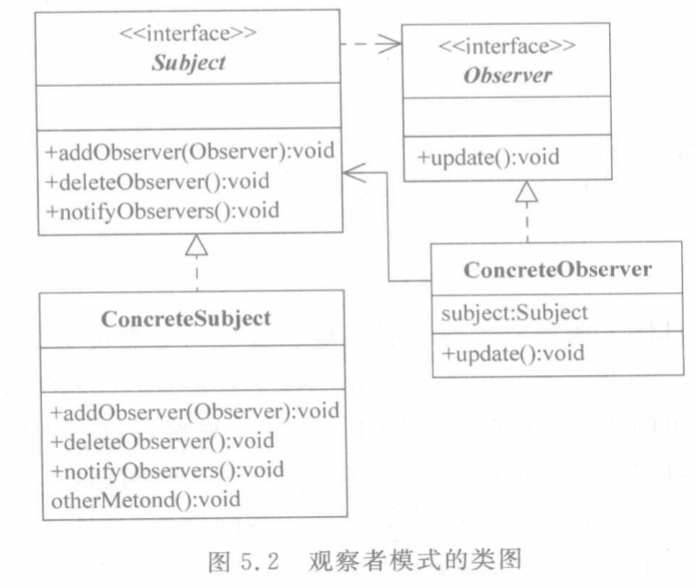 <<interface>>
Subject
+addObserver(Observer):void
+deleteObserver():void
+notifyObservers():void
<<interface>>
Observer
+update():void
ConcreteSubject
+addObserver(Observer):void
+deleteObserver():void
+notifyObservers():void
otherMetond():void
ConcreteObserver
subject:Subject
+update():void
图 5.2 观察者模式的类图